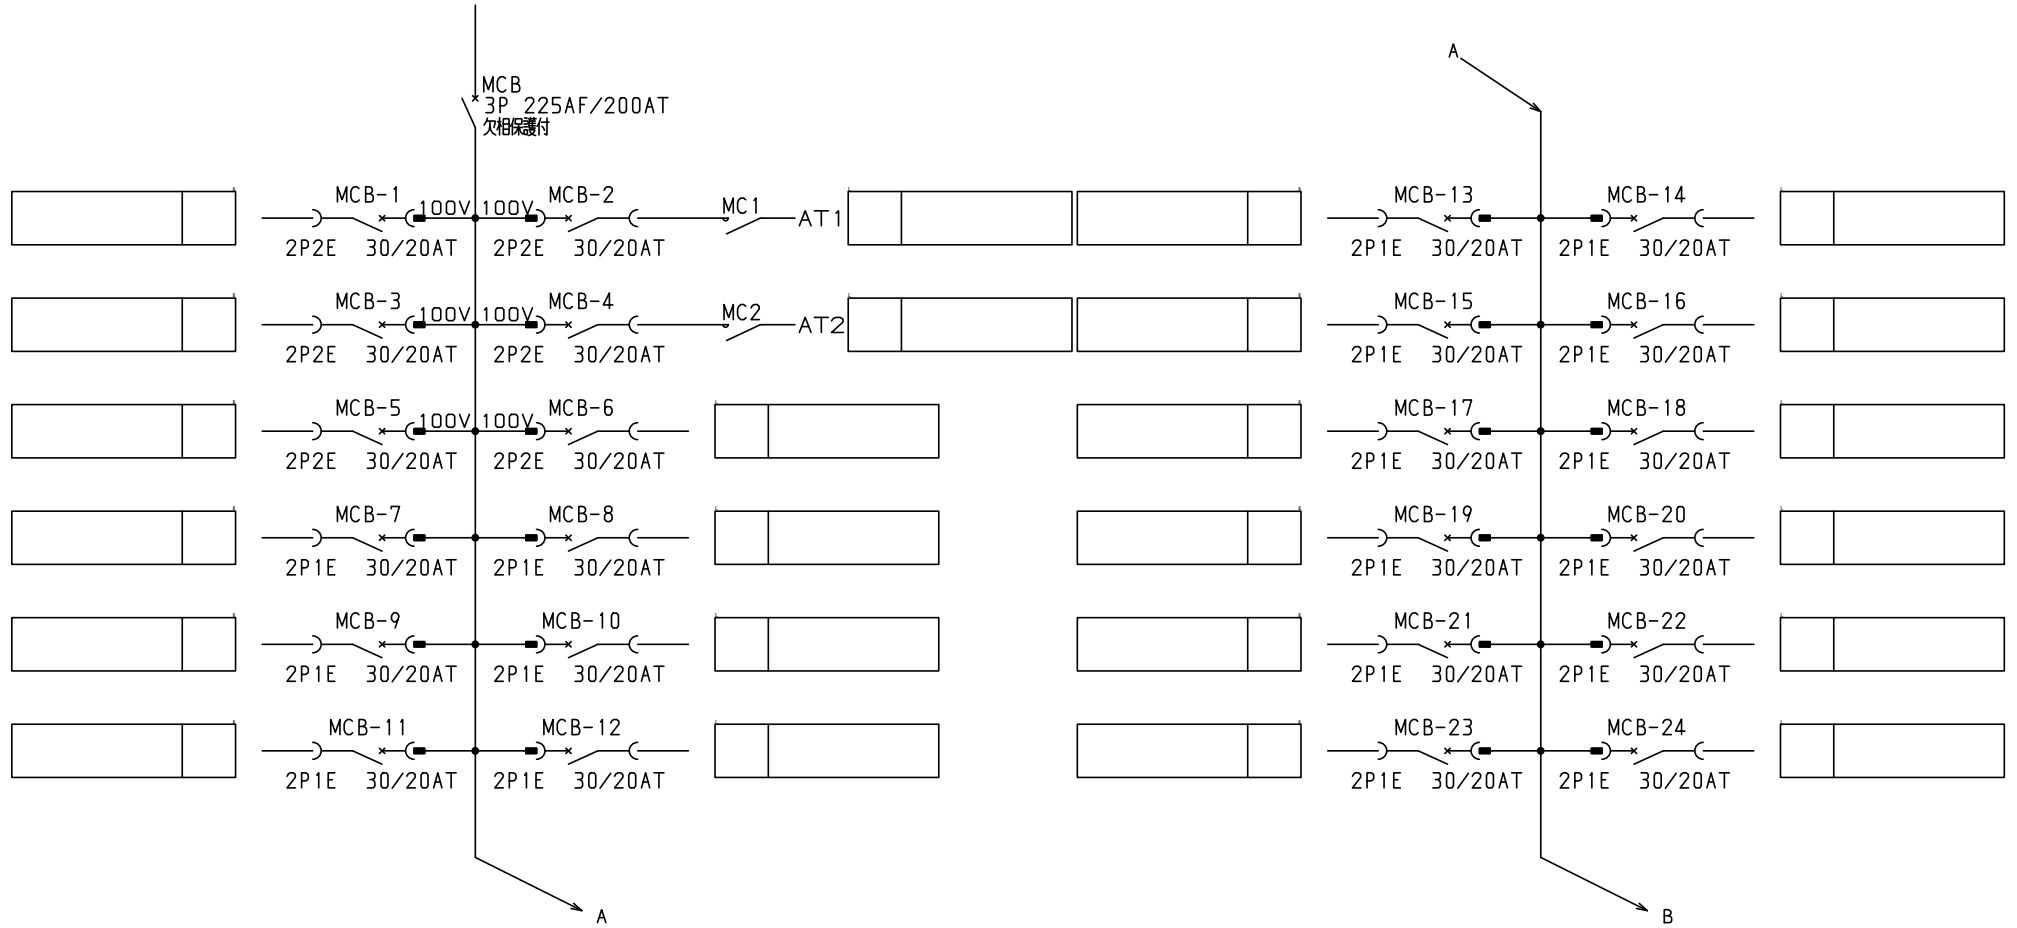 MCB
3P 225AF/200AT
欠相保護付
MCB-1 100V 100V MCB-2 MC1 AT1
2P2E 30/20AT 2P2E 30/20AT
MCB-3 100V 100V MCB-4 MC2 AT2
2P2E 30/20AT 2P2E 30/20AT
MCB-5 100V 100V MCB-6
2P2E 30/20AT 2P2E 30/20AT
MCB-7 MCB-8
2P1E 30/20AT 2P1E 30/20AT
MCB-9 MCB-10
2P1E 30/20AT 2P1E 30/20AT
MCB-11 MCB-12
2P1E 30/20AT 2P1E 30/20AT
A
A
MCB-13 MCB-14
2P1E 30/20AT 2P1E 30/20AT
MCB-15 MCB-16
2P1E 30/20AT 2P1E 30/20AT
MCB-17 MCB-18
2P1E 30/20AT 2P1E 30/20AT
MCB-19 MCB-20
2P1E 30/20AT 2P1E 30/20AT
MCB-21 MCB-22
2P1E 30/20AT 2P1E 30/20AT
MCB-23 MCB-24
2P1E 30/20AT 2P1E 30/20AT
B